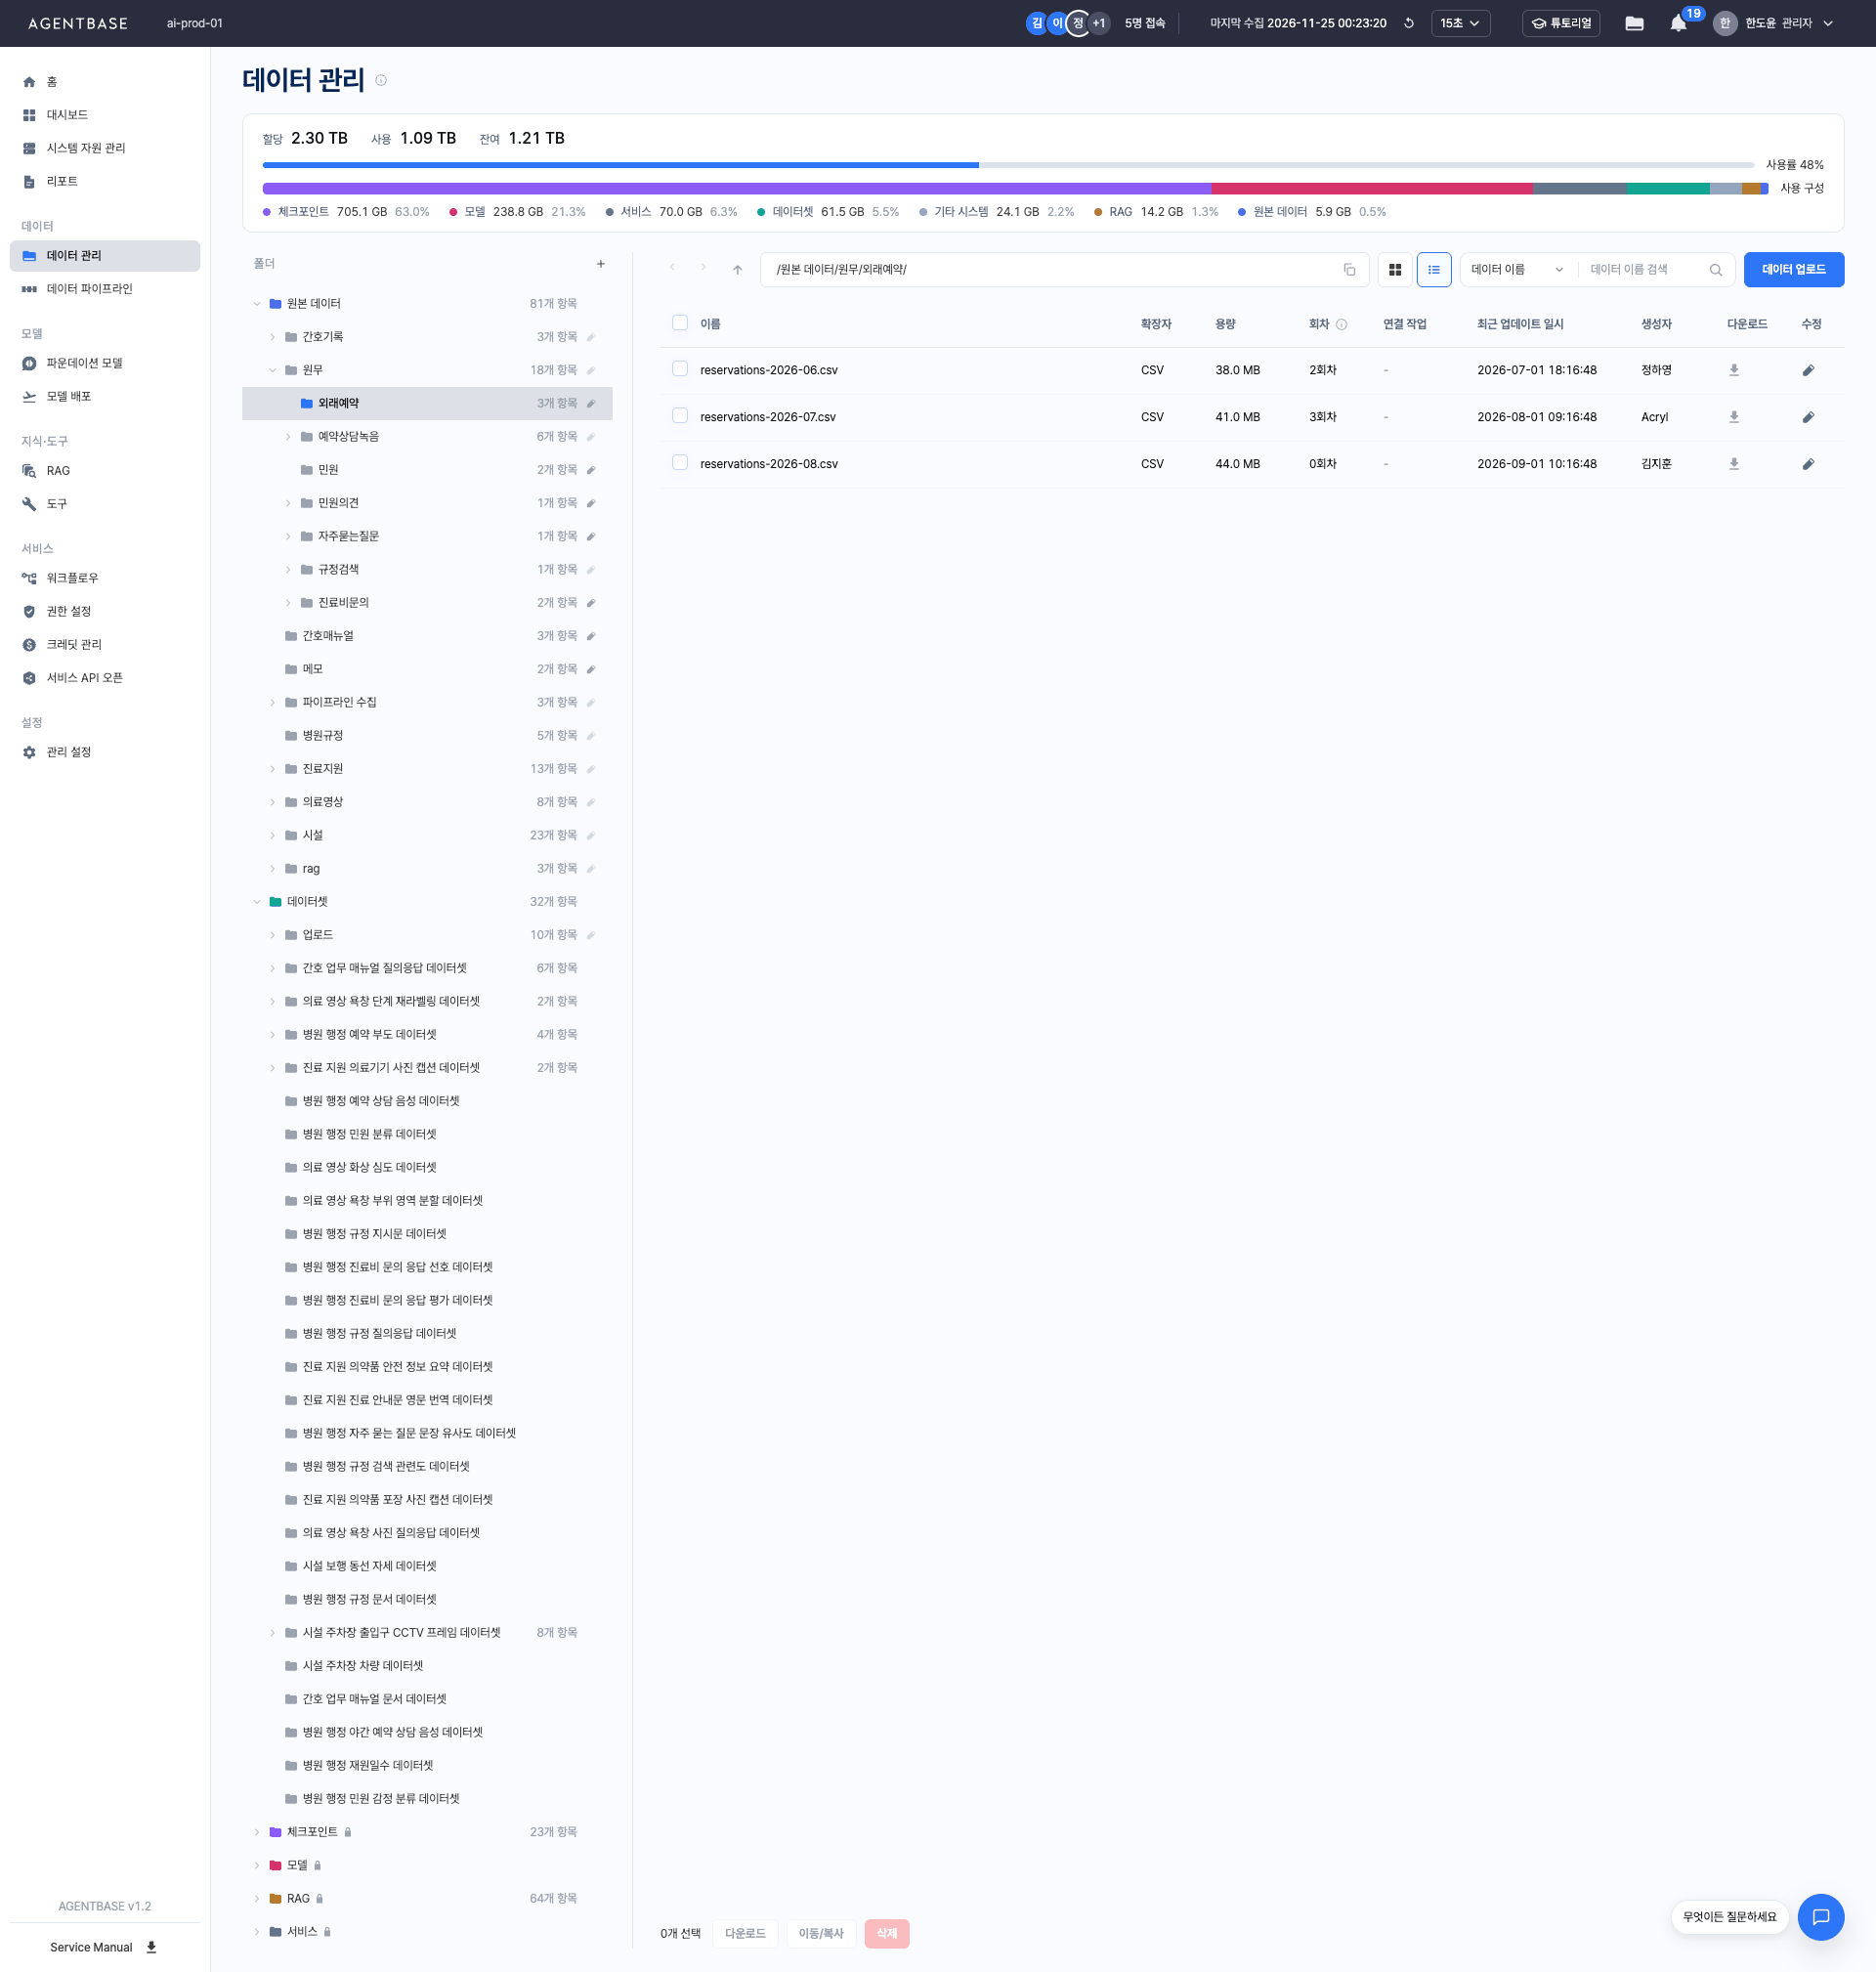 AGENTBASE
ai-prod-01
김 이 정 +1 5명 접속
마지막 수집 2026-11-25 00:23:20
15초
튜토리얼
19
한 한도윤 관리자
홈
대시보드
시스템 자원 관리
리포트
데이터
데이터 관리
데이터 파이프라인
모델
파운데이션 모델
모델 배포
지식·도구
RAG
도구
서비스
워크플로우
권한 설정
크레딧 관리
서비스 API 오픈
설정
관리 설정
AGENTBASE v1.2
Service Manual
데이터 관리
할당 2.30 TB 사용 1.09 TB 잔여 1.21 TB
사용률 48%
사용 구성
체크포인트 705.1 GB 63.0% 모델 238.8 GB 21.3% 서비스 70.0 GB 6.3% 데이터셋 61.5 GB 5.5% 기타 시스템 24.1 GB 2.2% RAG 14.2 GB 1.3% 원본 데이터 5.9 GB 0.5%
폴더
원본 데이터 81개 항목
간호기록 3개 항목
원무 18개 항목
외래예약 3개 항목
예약상담녹음 6개 항목
민원 2개 항목
민원의견 1개 항목
자주묻는질문 1개 항목
규정검색 1개 항목
진료비문의 2개 항목
간호매뉴얼 3개 항목
메모 2개 항목
파이프라인 수집 3개 항목
병원규정 5개 항목
진료지원 13개 항목
의료영상 8개 항목
시설 23개 항목
rag 3개 항목
데이터셋 32개 항목
업로드 10개 항목
간호 업무 매뉴얼 질의응답 데이터셋 6개 항목
의료 영상 욕창 단계 재라벨링 데이터셋 2개 항목
병원 행정 예약 부도 데이터셋 4개 항목
진료 지원 의료기기 사진 캡션 데이터셋 2개 항목
병원 행정 예약 상담 음성 데이터셋
병원 행정 민원 분류 데이터셋
의료 영상 화상 심도 데이터셋
의료 영상 욕창 부위 영역 분할 데이터셋
병원 행정 규정 지시문 데이터셋
병원 행정 진료비 문의 응답 선호 데이터셋
병원 행정 진료비 문의 응답 평가 데이터셋
병원 행정 규정 질의응답 데이터셋
진료 지원 의약품 안전 정보 요약 데이터셋
진료 지원 진료 안내문 영문 번역 데이터셋
병원 행정 자주 묻는 질문 문장 유사도 데이터셋
병원 행정 규정 검색 관련도 데이터셋
진료 지원 의약품 포장 사진 캡션 데이터셋
의료 영상 욕창 사진 질의응답 데이터셋
시설 보행 동선 자세 데이터셋
병원 행정 규정 문서 데이터셋
시설 주차장 출입구 CCTV 프레임 데이터셋 8개 항목
시설 주차장 차량 데이터셋
간호 업무 매뉴얼 문서 데이터셋
병원 행정 야간 예약 상담 음성 데이터셋
병원 행정 재원일수 데이터셋
병원 행정 민원 감정 분류 데이터셋
체크포인트 23개 항목
모델
RAG 64개 항목
서비스
/원본 데이터/원무/외래예약/
데이터 이름
데이터 이름 검색
데이터 업로드
이름 확장자 용량 회차 연결 작업 최근 업데이트 일시 생성자 다운로드 수정
reservations-2026-06.csv CSV 38.0 MB 2회차 - 2026-07-01 18:16:48 정하영
reservations-2026-07.csv CSV 41.0 MB 3회차 - 2026-08-01 09:16:48 Acryl
reservations-2026-08.csv CSV 44.0 MB 0회차 - 2026-09-01 10:16:48 김지훈
0개 선택 다운로드 이동/복사 삭제
무엇이든 질문하세요